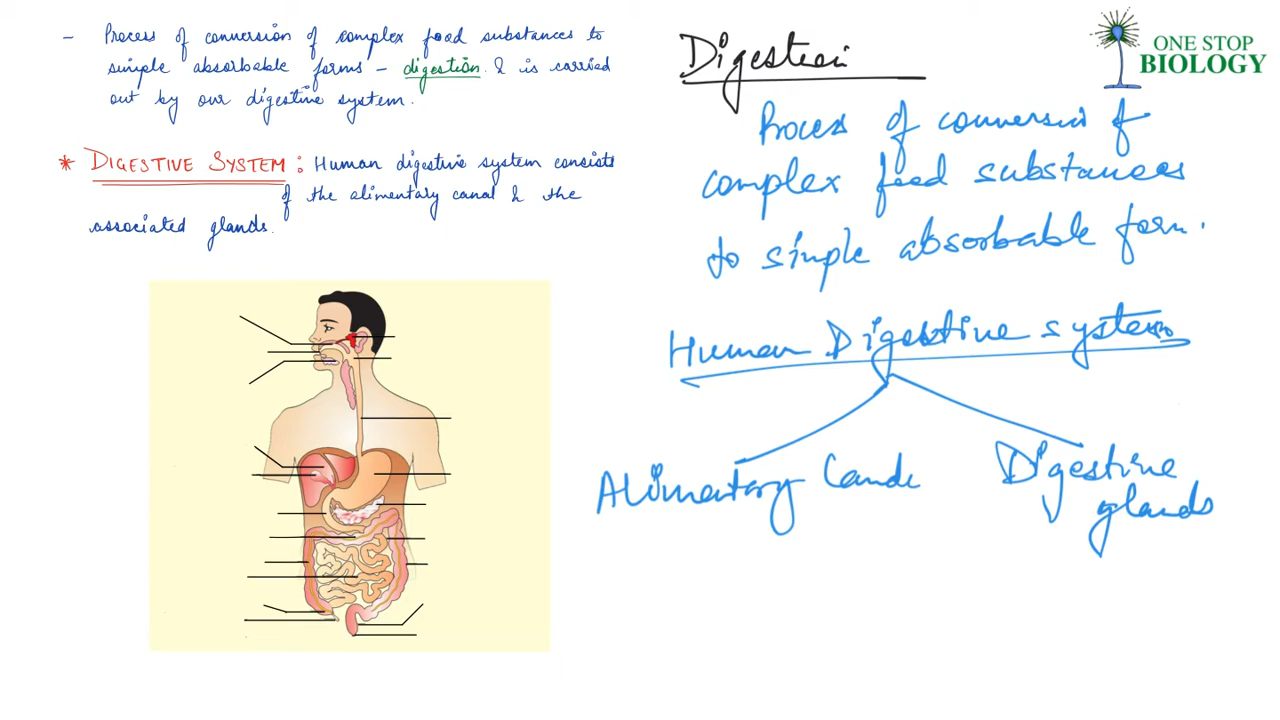 - Process of conversion of complex food substances to
simple absorbable forms - digestion & is carried
out by our digestive system.
* DIGESTIVE SYSTEM : Human digestive system consists
of the alimentary canal & the
associated glands.
Digestion
Process of conversion of
complex food substances
to simple absorbable form.
Human Digestive system
Alimentary Canal
Digestive
glands
ONE STOP
BIOLOGY